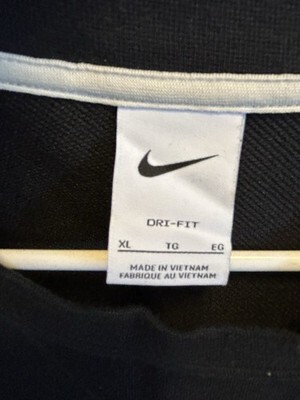 DRI-FIT
XL TG EG
MADE IN VIETNAM
FABRIQUE AU VIETNAM